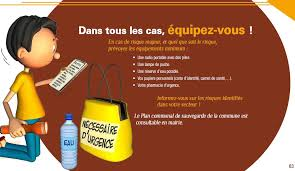 Dans tous les cas, équipez-vous !
En cas de risque majeur, et quel que soit le risque,
prévoyez les équipements minimum :
• Une radio portable avec des piles
• Une lampe de poche.
• Une réserve d'eau potable.
• Vos papiers personnels (carte d'identité, carnet de santé, ...).
• Votre pharmacie d'urgence.
Informez-vous sur les risques identifiés
dans votre secteur !
Le Plan communal de sauvegarde de la commune est
consultable en mairie.
EAU
NÉCESSAIRE
D'URGENCE
03